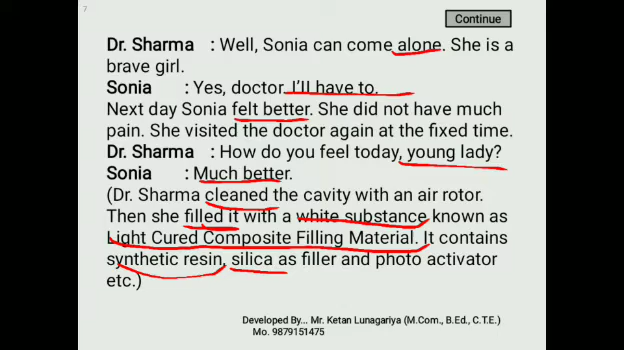 7
Continue
Dr. Sharma : Well, Sonia can come alone. She is a
brave girl.
Sonia : Yes, doctor. I'll have to.
Next day Sonia felt better. She did not have much
pain. She visited the doctor again at the fixed time.
Dr. Sharma : How do you feel today, young lady?
Sonia : Much better.
(Dr. Sharma cleaned the cavity with an air rotor.
Then she filled it with a white substance known as
Light Cured Composite Filling Material. It contains
synthetic resin, silica as filler and photo activator
etc.)
Developed By... Mr. Ketan Lunagariya (M.Com., B.Ed., C.T.E.)
Mo. 9879151475